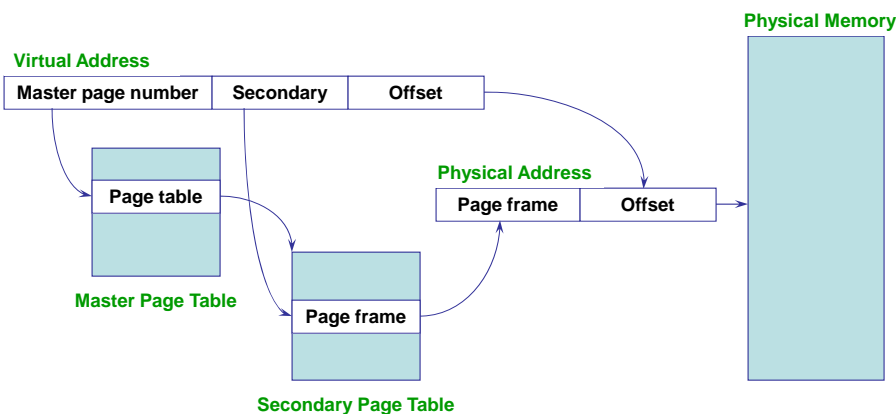 Physical Memory
Virtual Address
Master page number Secondary Offset
Physical Address
Page table
Page frame Offset
Master Page Table
Page frame
Secondary Page Table